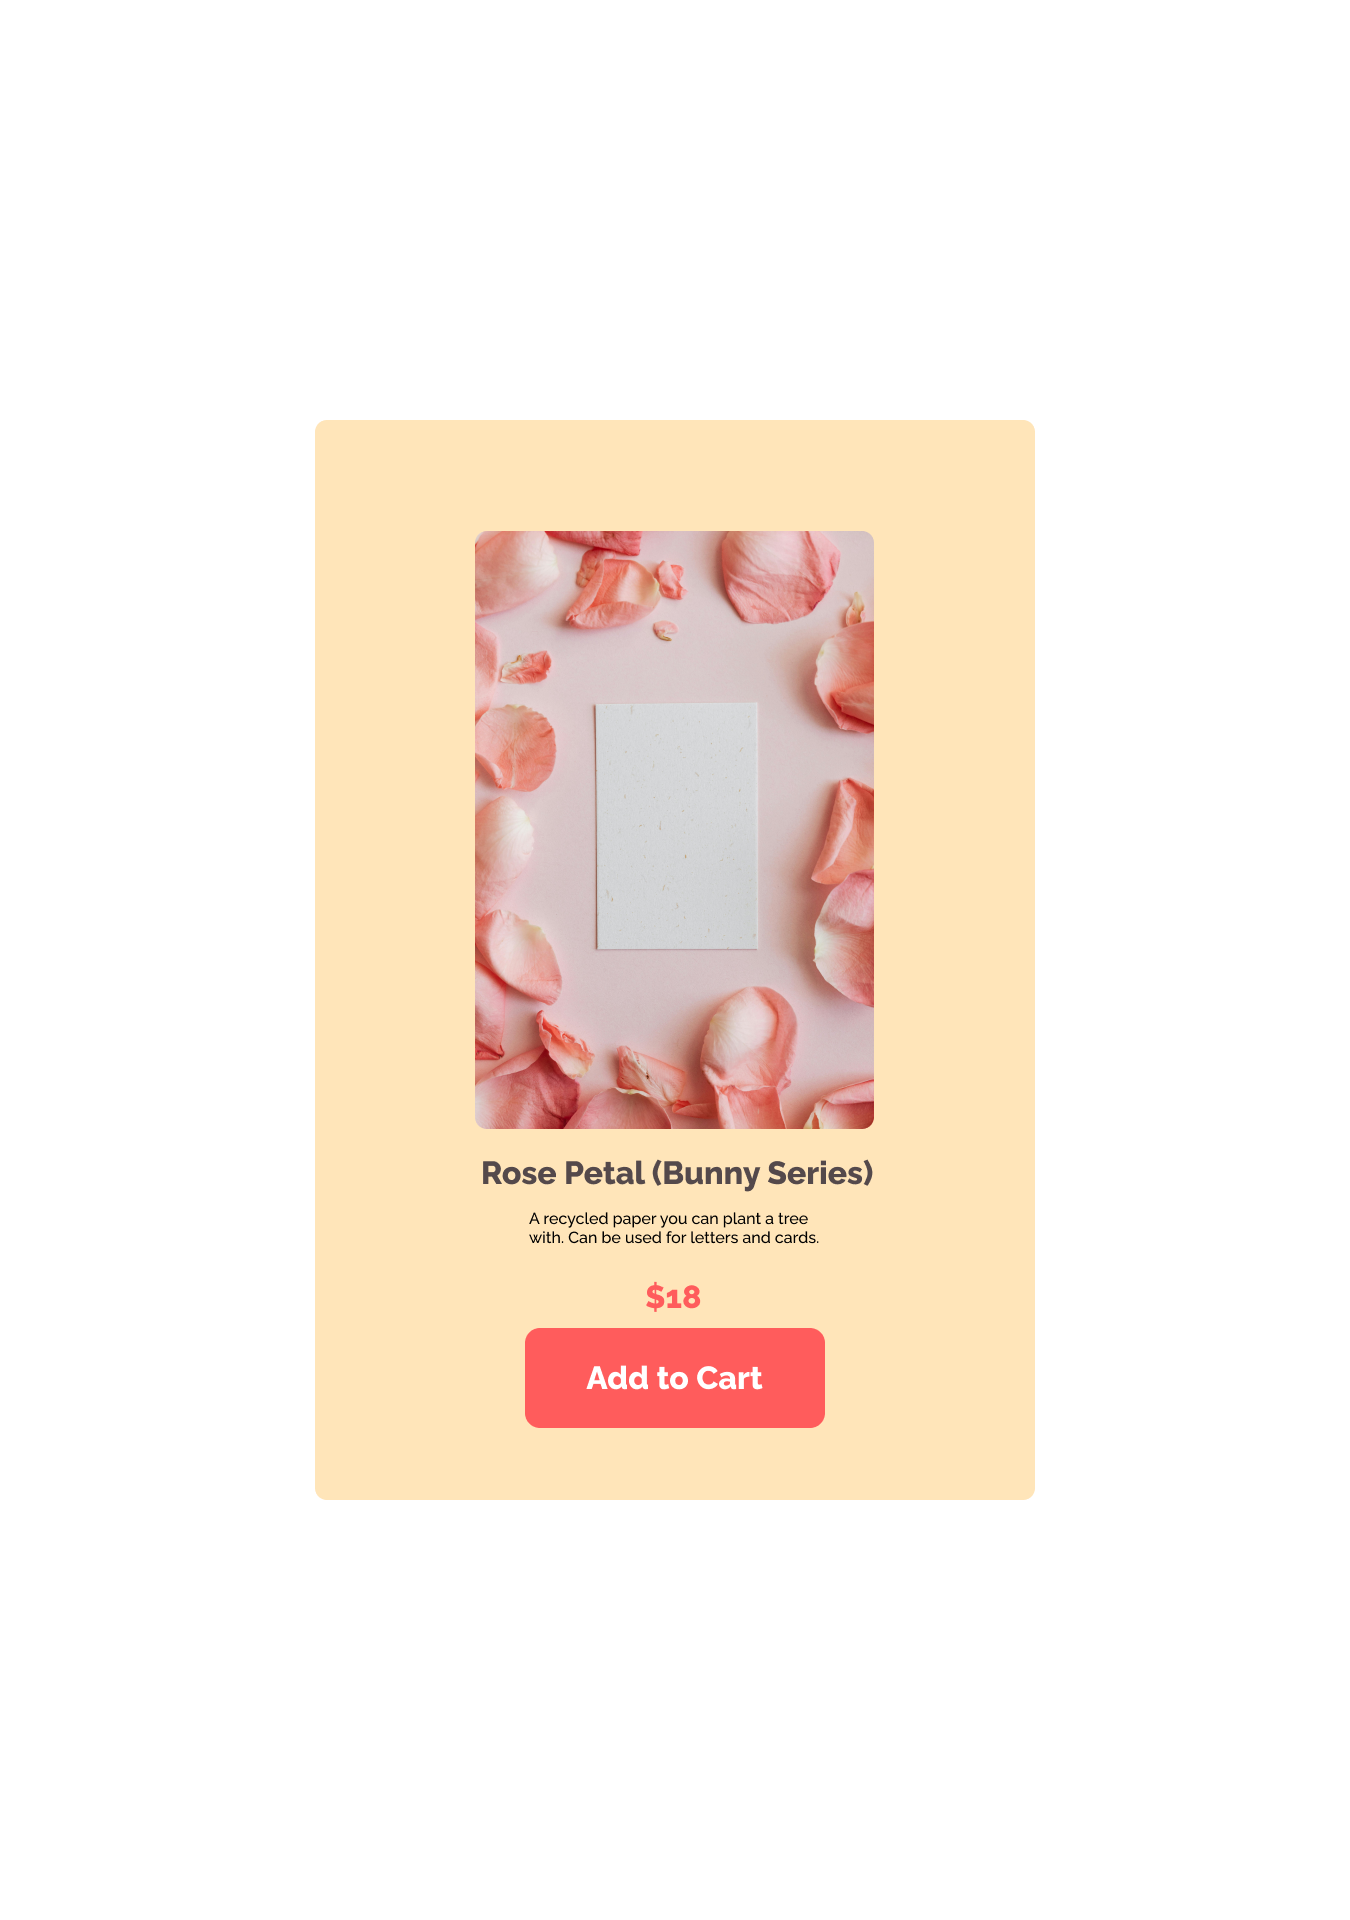 Rose Petal (Bunny Series)
A recycled paper you can plant a tree
with. Can be used for letters and cards.
$18
Add to Cart